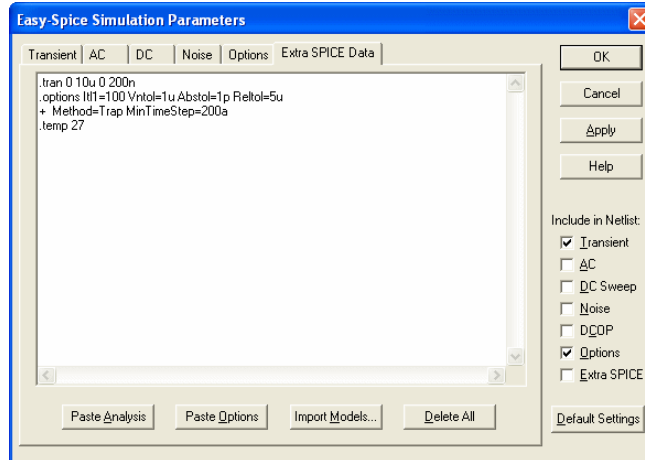 Easy-Spice Simulation Parameters
Transient AC DC Noise Options Extra SPICE Data
.tran 0 10u 0 200n
.options Itl1=100 Vntol=1u Abstol=1p Reltol=5u
+ Method=Trap MinTimeStep=200a
.temp 27
OK
Cancel
Apply
Help
Include in Netlist:
Transient
AC
DC Sweep
Noise
DCOP
Options
Extra SPICE
Paste Analysis Paste Options Import Models... Delete All
Default Settings